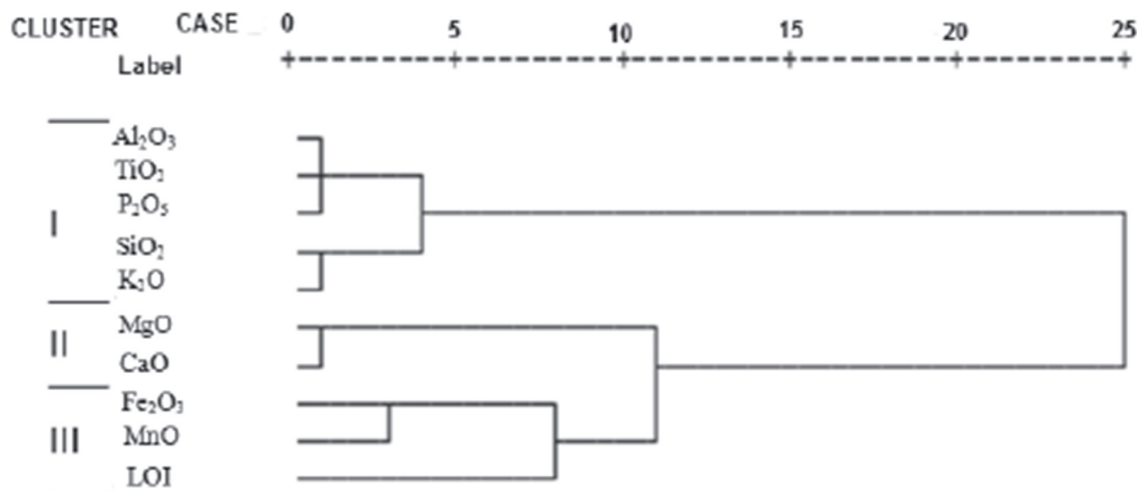 CLUSTER CASE 0 5 10 15 20 25
Label
Al₂O₃
TiO₂
P₂O₅
I
SiO₂
K₂O
MgO
II
CaO
Fe₂O₃
MnO
III
LOI